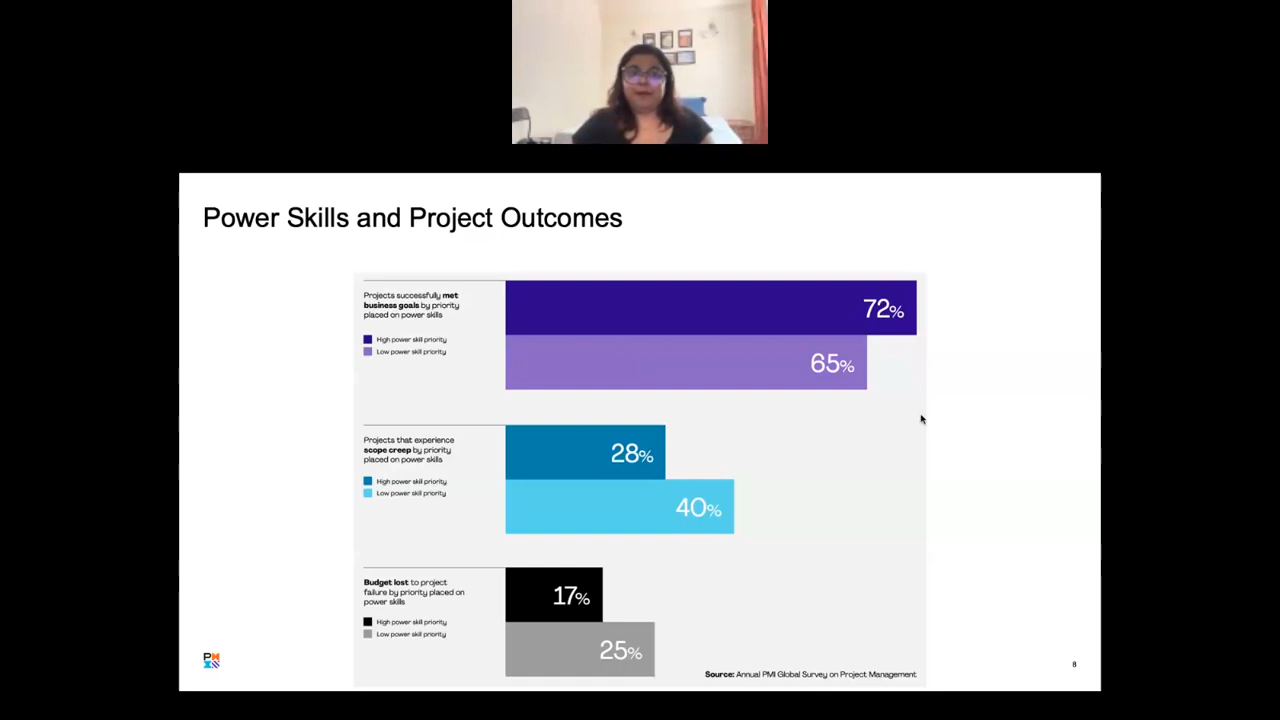 Power Skills and Project Outcomes
Projects successfully met
business goals by priority
placed on power skills
High power skill priority
Low power skill priority
72%
65%
Projects that experience
scope creep by priority
placed on power skills
High power skill priority
Low power skill priority
28%
40%
Budget lost to project
failure by priority placed on
power skills
High power skill priority
Low power skill priority
17%
25%
Source: Annual PMI Global Survey on Project Management
8